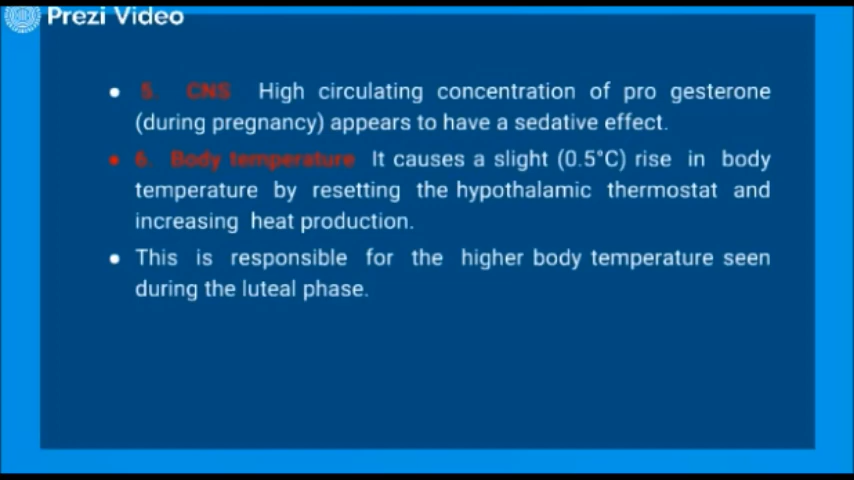 Prezi Video
5. CNS High circulating concentration of pro gesterone
(during pregnancy) appears to have a sedative effect.
6. Body temperature It causes a slight (0.5°C) rise in body
temperature by resetting the hypothalamic thermostat and
increasing heat production.
This is responsible for the higher body temperature seen
during the luteal phase.